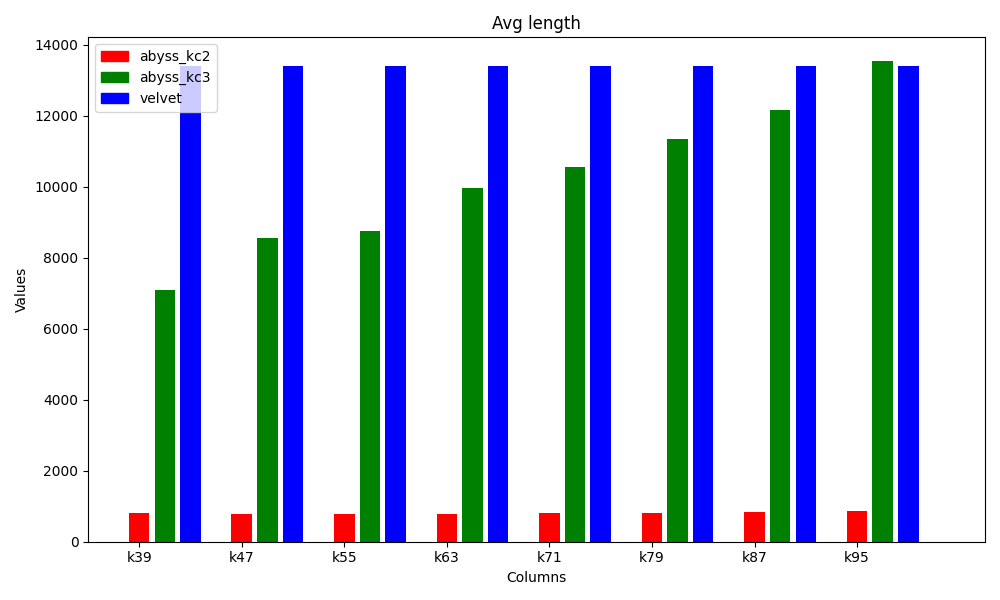 Avg length
abyss_kc2
abyss_kc3
velvet
14000
12000
10000
8000
6000
4000
2000
0
Values
k39 k47 k55 k63 k71 k79 k87 k95
Columns